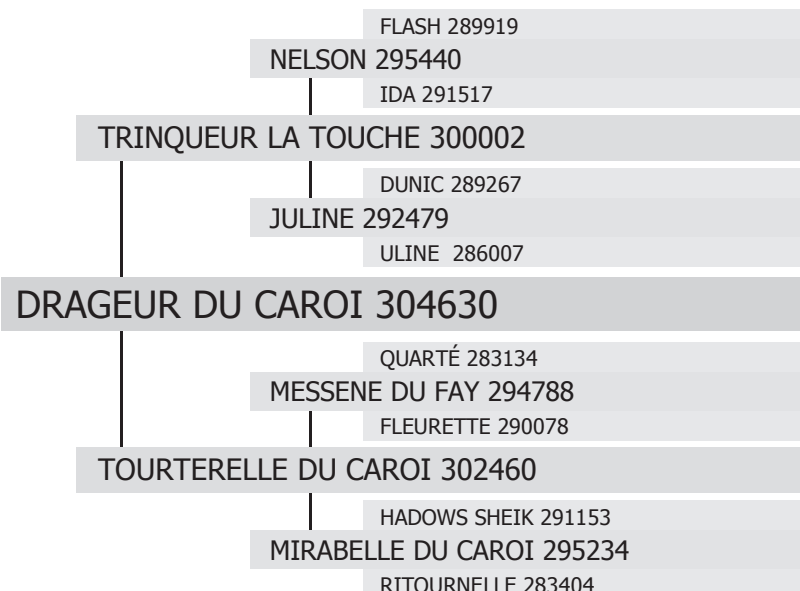 FLASH 289919
NELSON 295440
IDA 291517
TRINQUEUR LA TOUCHE 300002
DUNIC 289267
JULINE 292479
ULINE 286007
DRAGEUR DU CAROI 304630
QUARTÉ 283134
MESSENE DU FAY 294788
FLEURETTE 290078
TOURTERELLE DU CAROI 302460
HADOWS SHEIK 291153
MIRABELLE DU CAROI 295234
RITOURNELLE 283404